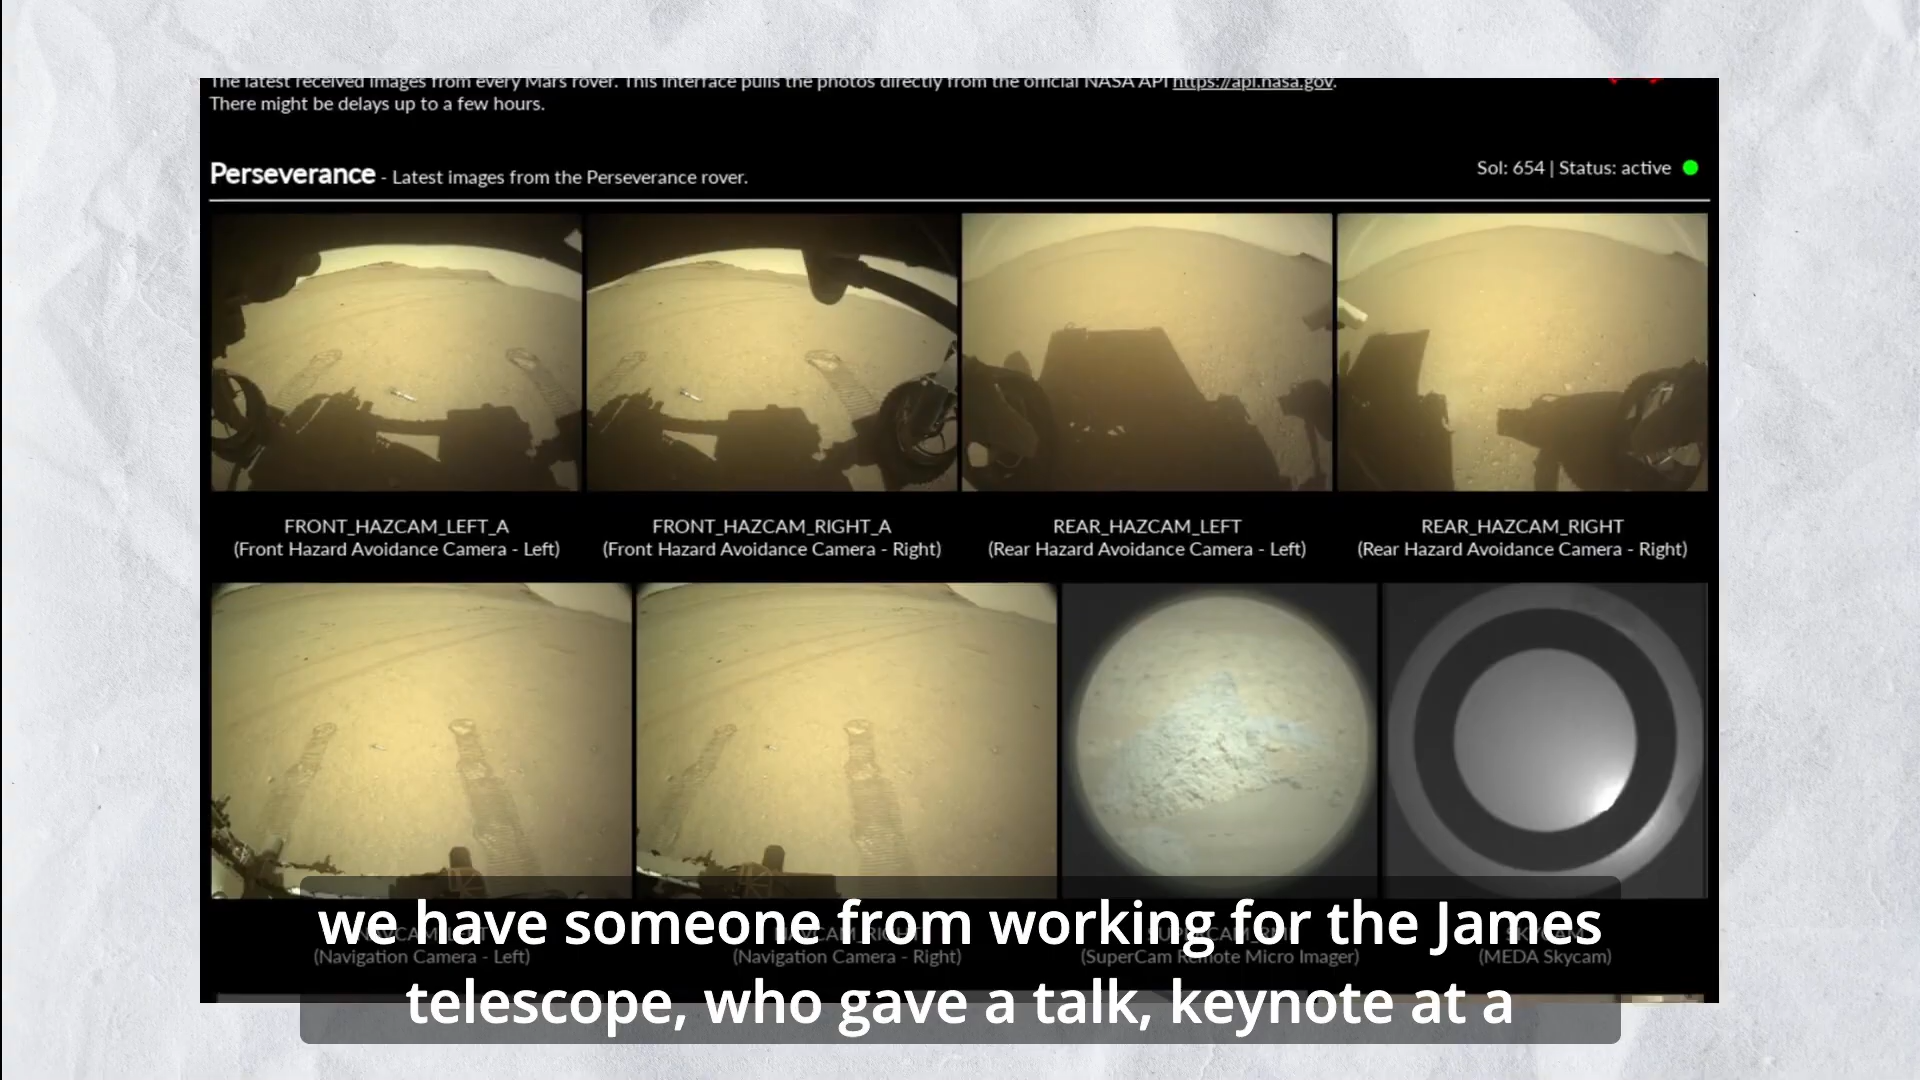 The latest received images from every Mars rover. This interface pulls the photos directly from the official NASA API https://api.nasa.gov.
There might be delays up to a few hours.
Perseverance - Latest images from the Perseverance rover.
Sol: 654 | Status: active
FRONT_HAZCAM_LEFT_A
(Front Hazard Avoidance Camera - Left)
FRONT_HAZCAM_RIGHT_A
(Front Hazard Avoidance Camera - Right)
REAR_HAZCAM_LEFT
(Rear Hazard Avoidance Camera - Left)
REAR_HAZCAM_RIGHT
(Rear Hazard Avoidance Camera - Right)
(Navigation Camera - Left)
(Navigation Camera - Right)
(SuperCam Remote Micro Imager)
(MEDA Skycam)
we have someone from working for the James
telescope, who gave a talk, keynote at a